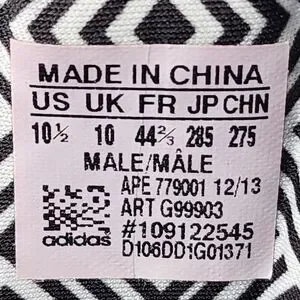 MADE IN CHINA
US UK FR JP CHN
10½ 10 44⅔ 285 275
MALE/MÂLE
APE 779001 12/13
ART G99903
#109122545
D106DD1G01371
adidas